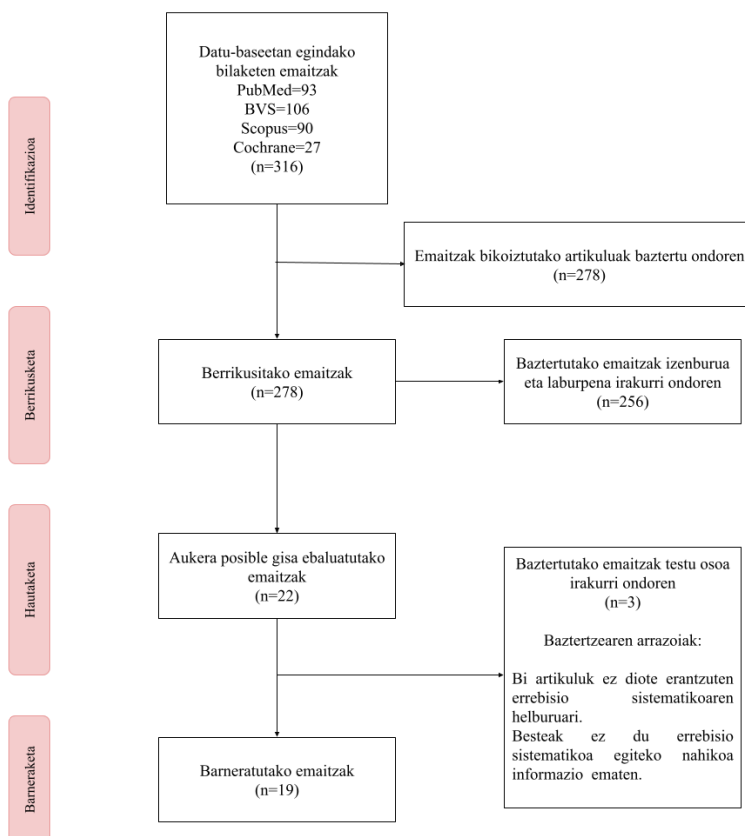 Datu-baseetan egindako
bilaketen emaitzak
PubMed=93
BVS=106
Scopus=90
Cochrane=27
(n=316)
Identifikazioa
Emaitzak bikoiztutako artikuluak baztertu ondoren
(n=278)
Berrikusketa
Berrikusitako emaitzak
(n=278)
Baztertutako emaitzak izenburua
eta laburpena irakurri ondoren
(n=256)
Hautaketa
Aukera posible gisa ebaluatutako
emaitzak
(n=22)
Baztertutako emaitzak testu osoa
irakurri ondoren
(n=3)
Baztertzearen arrazoiak:
Bi artikuluk ez diote erantzuten
errebisio sistematikoaren
helburuari.
Besteak ez du errebisio
sistematikoa egiteko nahikoa
informazio ematen.
Barneraketa
Barneratutako emaitzak
(n=19)